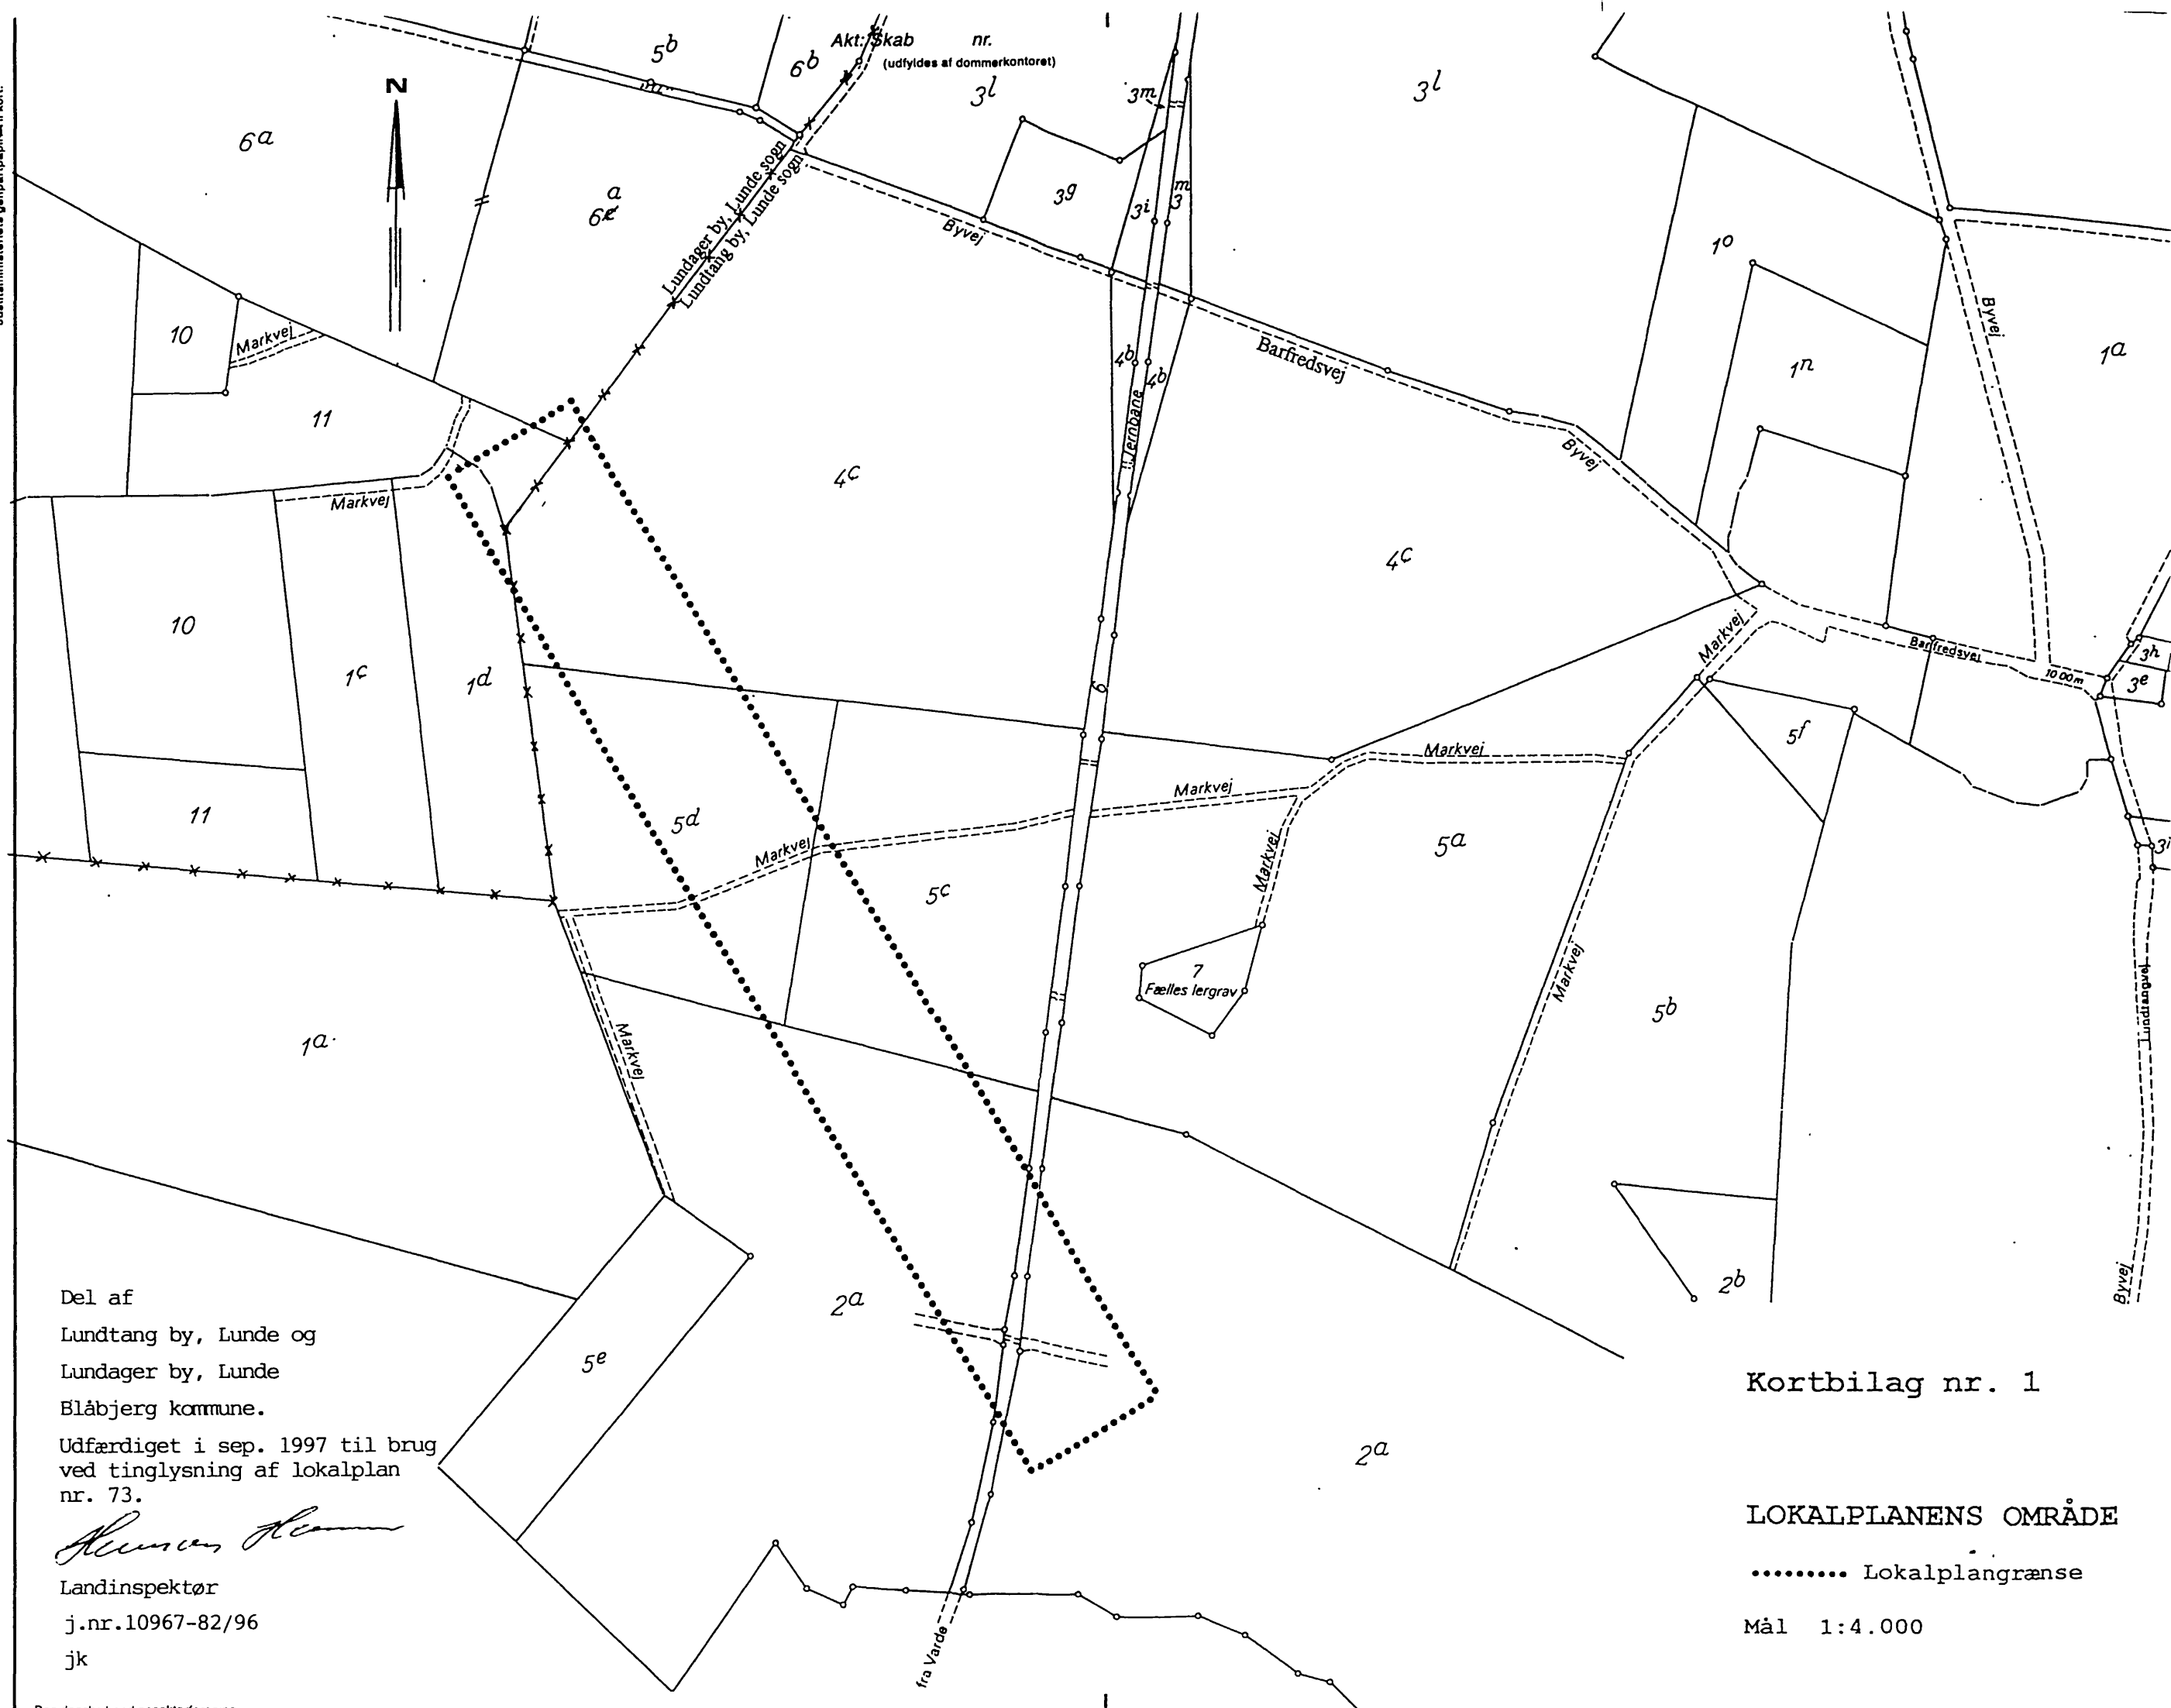 Akt: Skab nr.
(udfyldes af dommerkontoret)
N
5b
6b
3l
3m
3l
6a
6a
3g
3i
3m
Lundager by, Lunde sogn
Lundtang by, Lunde sogn
Byvej
1o
Byvej
1n
1a
10
Markvej
11
4b
4b
Jernbane
Barfredsvej
Byvej
4c
4c
Markvej
10
1c
1d
Markvej
Barfredsvej
10.00m
3h
3e
5f
Markvej
Markvej
11
5d
Markvej
5c
Markvej
5a
3i
7
Fælles lergrav
Markvej
5b
Lundtangvej
1a
Markvej
2b
Byvej
2a
5e
2a
fra Varde
Del af
Lundtang by, Lunde og
Lundager by, Lunde
Blåbjerg kommune.
Udfærdiget i sep. 1997 til brug
ved tinglysning af lokalplan
nr. 73.
Landinspektør
j.nr.10967-82/96
jk
Kortbilag nr. 1
LOKALPLANENS OMRÅDE
Lokalplangrænse
Mål 1:4.000